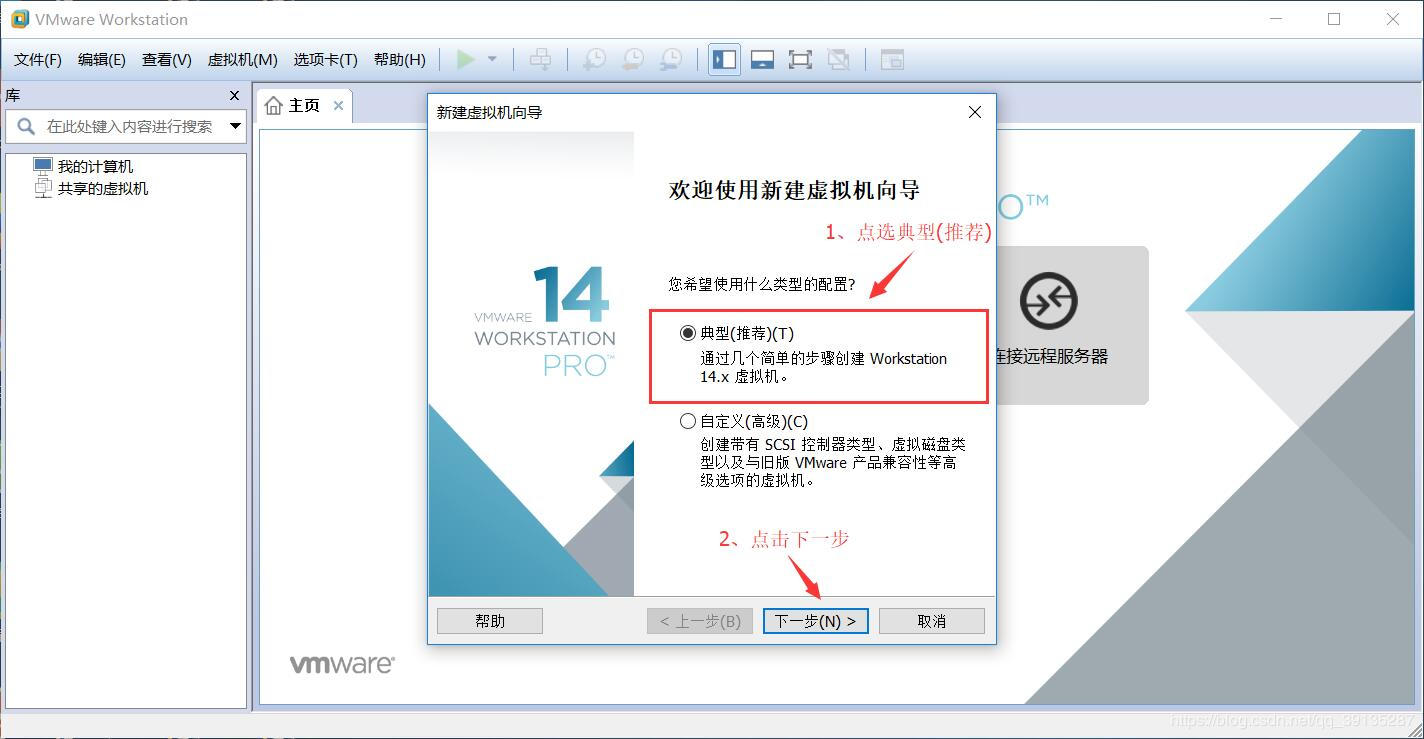 VMware Workstation
文件(F) 编辑(E) 查看(V) 虚拟机(M) 选项卡(T) 帮助(H)
库
在此处键入内容进行搜索
我的计算机
共享的虚拟机
主页
新建虚拟机向导
14
VMWARE
WORKSTATION
PRO™
欢迎使用新建虚拟机向导
1、点选典型(推荐)
您希望使用什么类型的配置?
典型(推荐)(T)
通过几个简单的步骤创建 Workstation
14.x 虚拟机。
自定义(高级)(C)
创建带有 SCSI 控制器类型、虚拟磁盘类
型以及与旧版 VMware 产品兼容性等高
级选项的虚拟机。
2、点击下一步
帮助 < 上一步(B) 下一步(N) > 取消
O™
连接远程服务器
vmware®
https://blog.csdn.net/qq_39135287